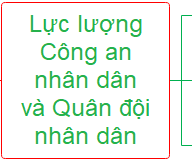 Lực lượng
Công an
nhân dân
và Quân đội
nhân dân